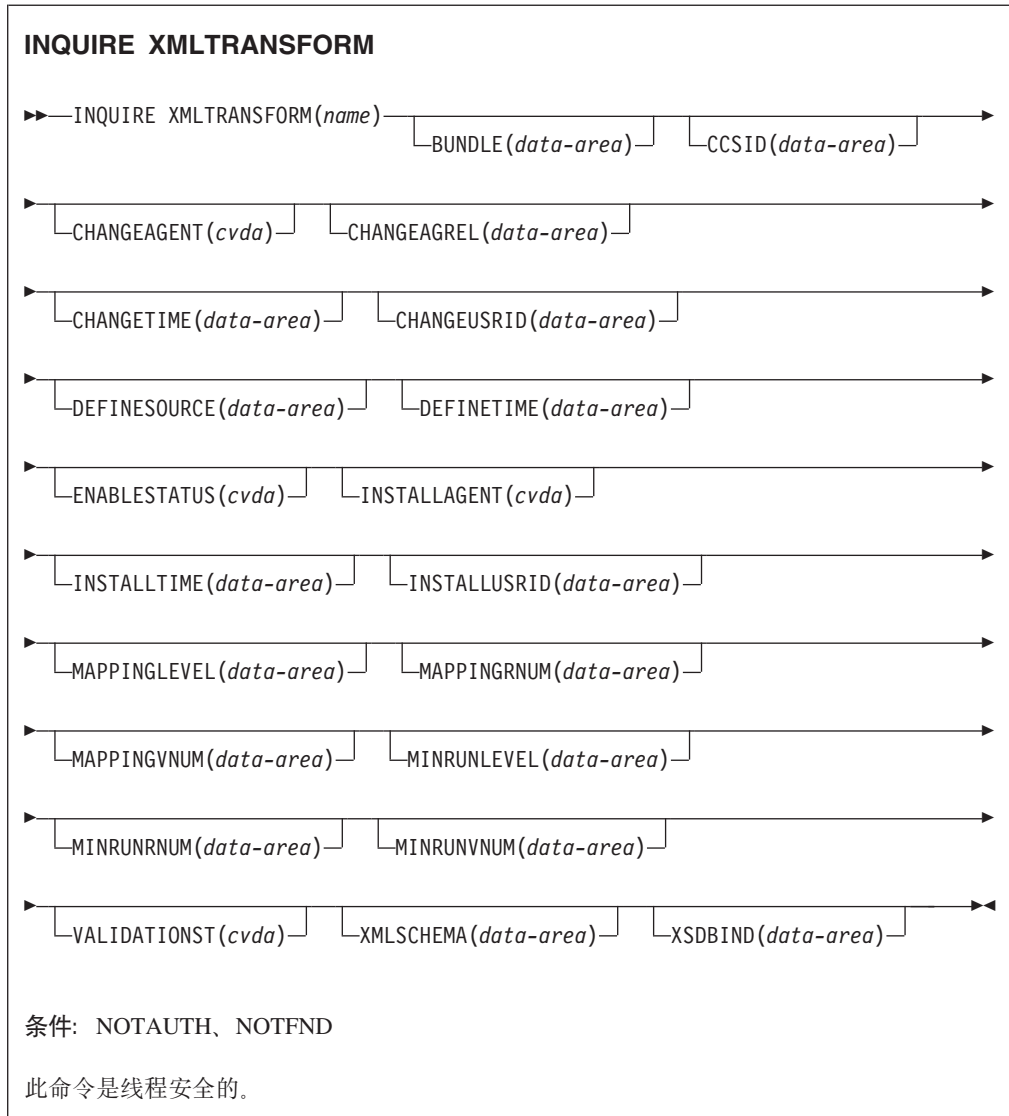 INQUIRE XMLTRANSFORM
INQUIRE XMLTRANSFORM(name)
BUNDLE(data-area) CCSID(data-area)
CHANGEAGENT(cvda) CHANGEAGREL(data-area)
CHANGETIME(data-area) CHANGEUSRID(data-area)
DEFINESOURCE(data-area) DEFINETIME(data-area)
ENABLESTATUS(cvda) INSTALLAGENT(cvda)
INSTALLTIME(data-area) INSTALLUSRID(data-area)
MAPPINGLEVEL(data-area) MAPPINGRNUM(data-area)
MAPPINGVNUM(data-area) MINRUNLEVEL(data-area)
MINRUNRNUM(data-area) MINRUNVNUM(data-area)
VALIDATIONST(cvda) XMLSCHEMA(data-area) XSDBIND(data-area)
条件: NOTAUTH、NOTFND
此命令是线程安全的。